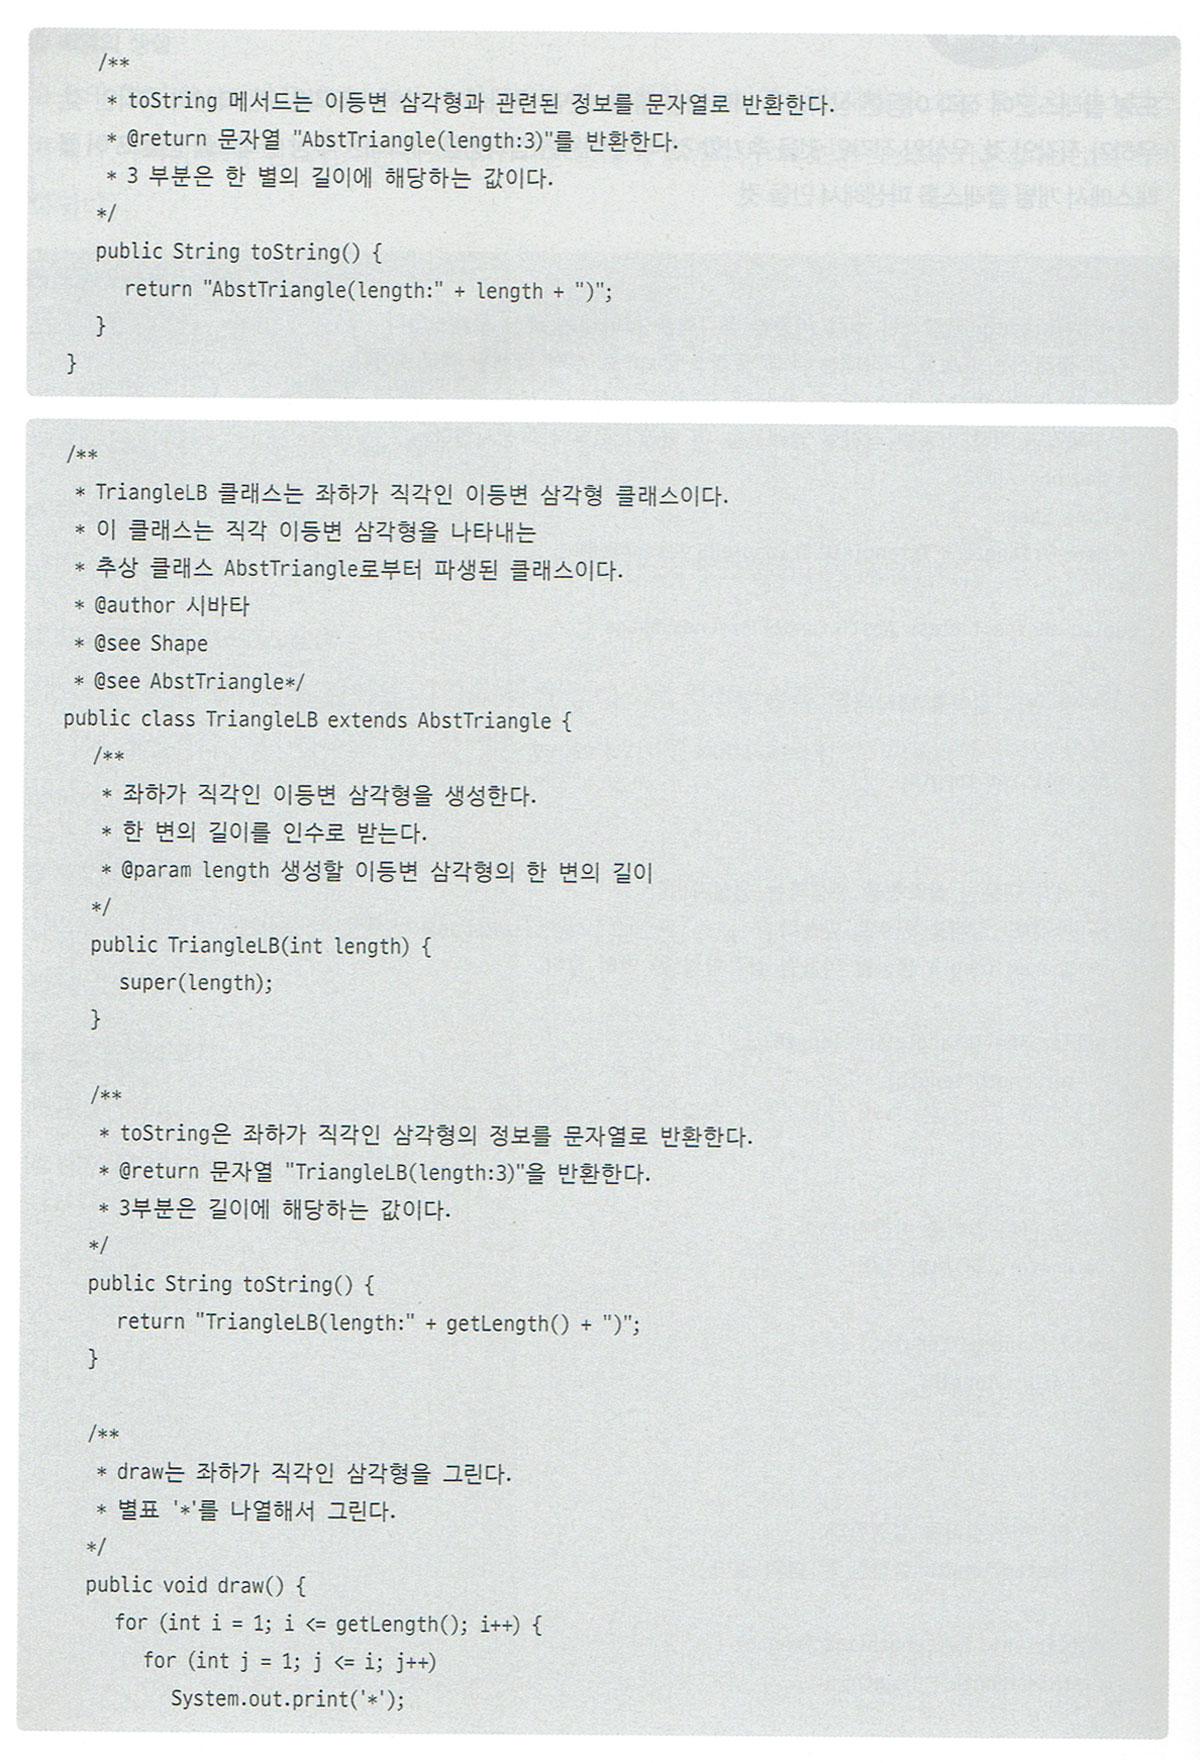 /**
* toString 메서드는 이등변 삼각형과 관련된 정보를 문자열로 반환한다.
* @return 문자열 "AbstTriangle(length:3)"를 반환한다.
* 3 부분은 한 별의 길이에 해당하는 값이다.
*/
public String toString() {
return "AbstTriangle(length:" + length + ")";
}
}
/**
* TriangleLB 클래스는 좌하가 직각인 이등변 삼각형 클래스이다.
* 이 클래스는 직각 이등변 삼각형을 나타내는
* 추상 클래스 AbstTriangle로부터 파생된 클래스이다.
* @author 시바타
* @see Shape
* @see AbstTriangle*/
public class TriangleLB extends AbstTriangle {
/**
* 좌하가 직각인 이등변 삼각형을 생성한다.
* 한 변의 길이를 인수로 받는다.
* @param length 생성할 이등변 삼각형의 한 변의 길이
*/
public TriangleLB(int length) {
super(length);
}
/**
* toString은 좌하가 직각인 삼각형의 정보를 문자열로 반환한다.
* @return 문자열 "TriangleLB(length:3)"을 반환한다.
* 3부분은 길이에 해당하는 값이다.
*/
public String toString() {
return "TriangleLB(length:" + getLength() + ")";
}
/**
* draw는 좌하가 직각인 삼각형을 그린다.
* 별표 '*'를 나열해서 그린다.
*/
public void draw() {
for (int i = 1; i <= getLength(); i++) {
for (int j = 1; j <= i; j++)
System.out.print('*');